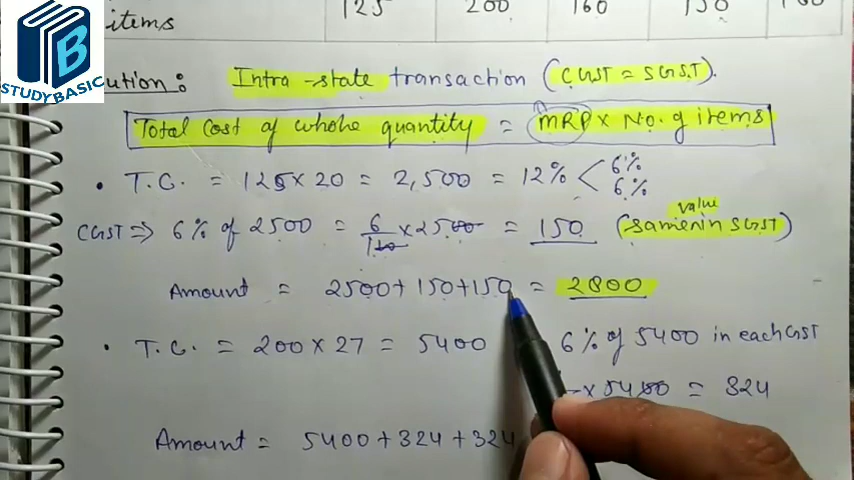 items 125 200 160 150
STUDYBASIC
ution : Intra-state transaction (CGST = SGST).
Total Cost of whole quantity = MRP x No. of items
• T.C. = 125 x 20 = 2,500 = 12% < 6% 6%
CGST => 6% of 2500 = 6/100 x 2500 = 150 (same value in SGST)
Amount = 2500 + 150 + 150 = 2800
• T.C. = 200 x 27 = 5400 6% of 5400 in each GST
x 5400 = 324
Amount = 5400 + 324 + 324